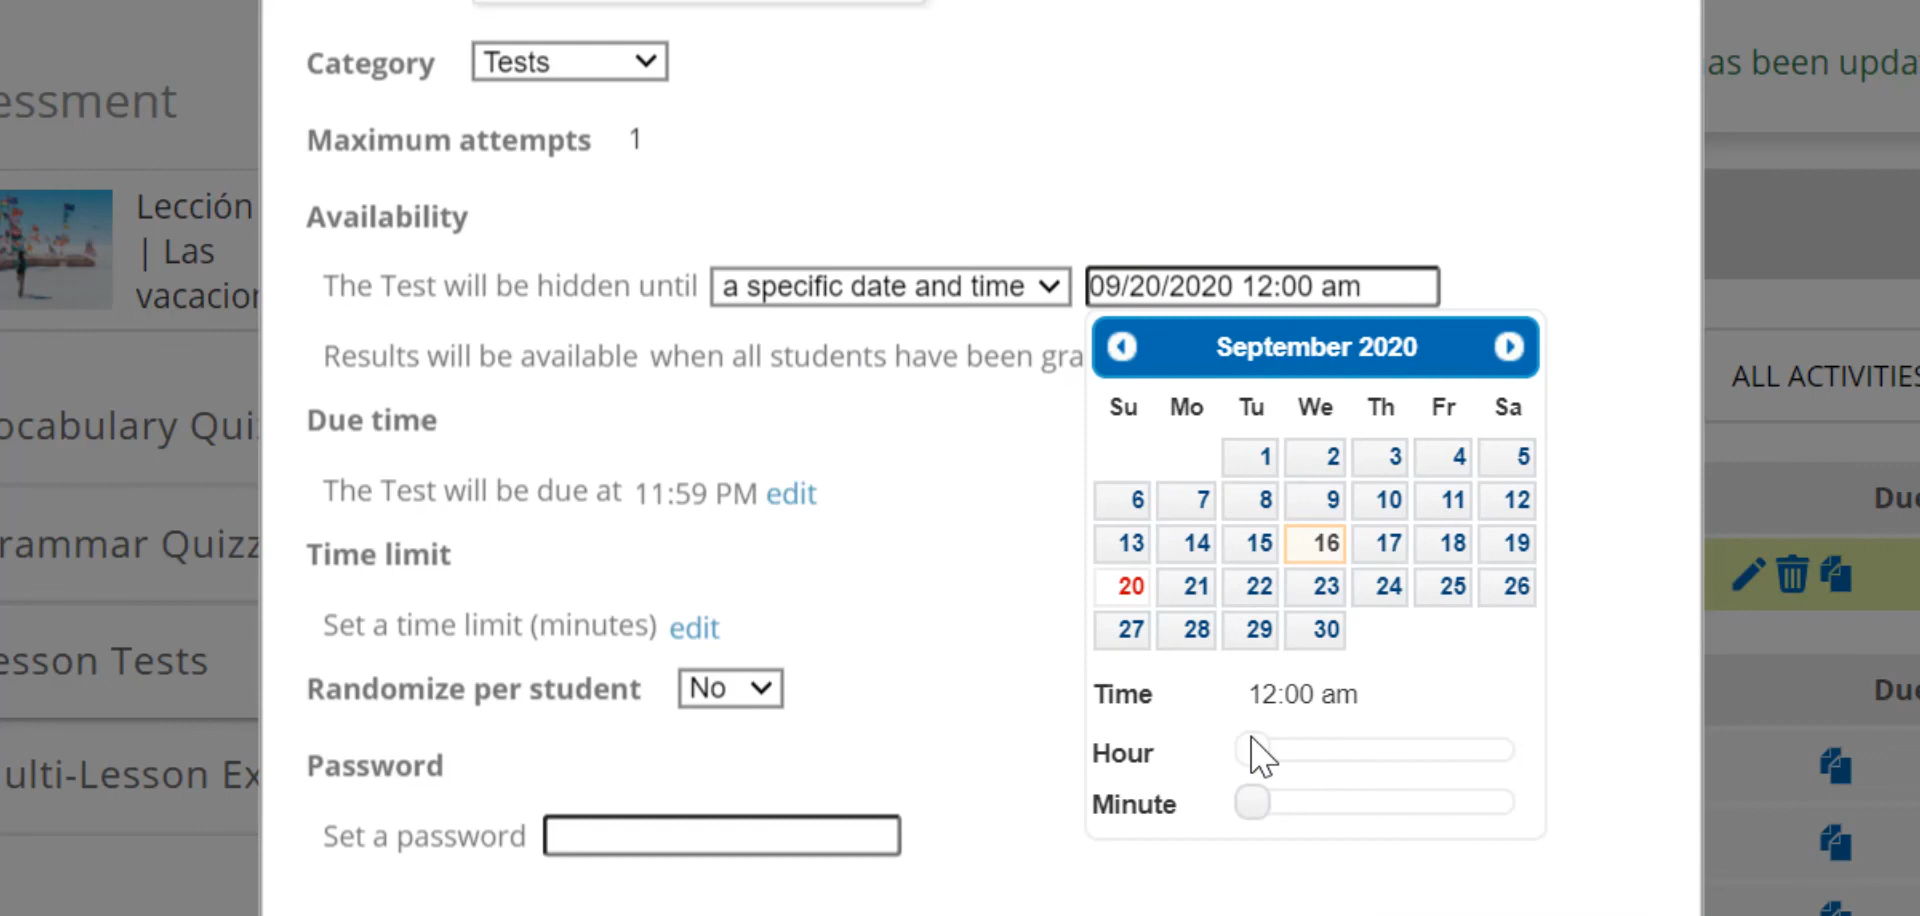 essment
Lección
| Las
vacacion
ocabulary Qui
rammar Quizz
esson Tests
ulti-Lesson Ex
Category Tests
Maximum attempts 1
Availability
The Test will be hidden until a specific date and time 09/20/2020 12:00 am
Results will be available when all students have been gra
Due time
The Test will be due at 11:59 PM edit
Time limit
Set a time limit (minutes) edit
Randomize per student No
Password
Set a password
September 2020
Su Mo Tu We Th Fr Sa
1 2 3 4 5
6 7 8 9 10 11 12
13 14 15 16 17 18 19
20 21 22 23 24 25 26
27 28 29 30
Time 12:00 am
Hour
Minute
as been upda
ALL ACTIVITIES
Due
Due